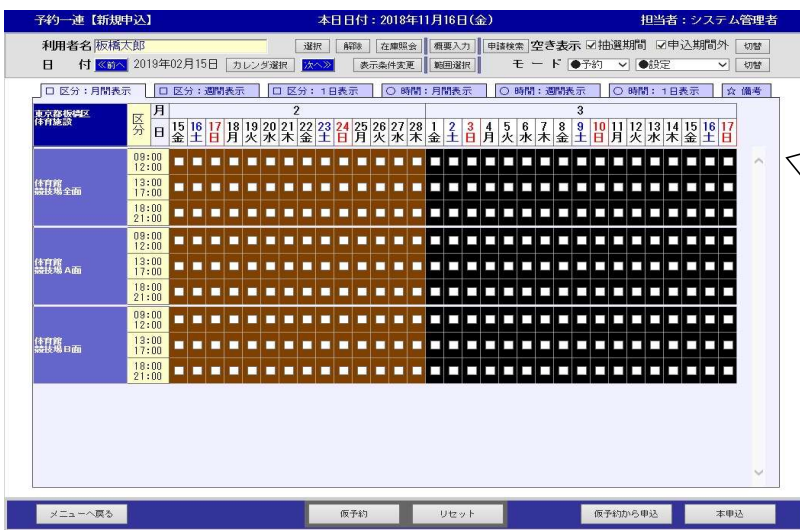 予約一連【新規申込】 本日日付:2018年11月16日(金) 担当者:システム管理者
利用者名 板橋太郎 選択 解除 在庫照会 概要入力 申請検索 空き表示 ☑抽選期間 ☑申込期間外 切替
日 付 ≪前へ 2019年02月15日 カレンダ選択 次へ≫ 表示条件変更 範囲選択 モード ●予約 ●設定 切替
□ 区分:月間表示 □ 区分:週間表示 □ 区分:1日表示 ○ 時間:月間表示 ○ 時間:週間表示 ○ 時間:1日表示 ☆ 備考
東京都板橋区
体育施設
区分 月 2 3
日 15 16 17 18 19 20 21 22 23 24 25 26 27 28 1 2 3 4 5 6 7 8 9 10 11 12 13 14 15 16 17
金 土 日 月 火 水 木 金 土 日 月 火 水 木 金 土 日 月 火 水 木 金 土 日 月 火 水 木 金 土 日
体育館
競技場全面
09:00
12:00
13:00
17:00
18:00
21:00
体育館
競技場A面
09:00
12:00
13:00
17:00
18:00
21:00
体育館
競技場B面
09:00
12:00
13:00
17:00
18:00
21:00
メニューへ戻る 仮予約 リセット 仮予約から申込 本申込